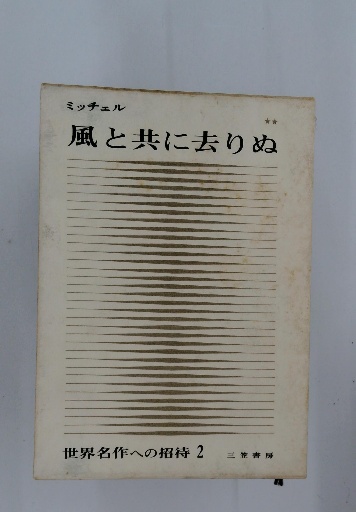 ミッチェル
★★
風と共に去りぬ
世界名作への招待 2 三笠書房